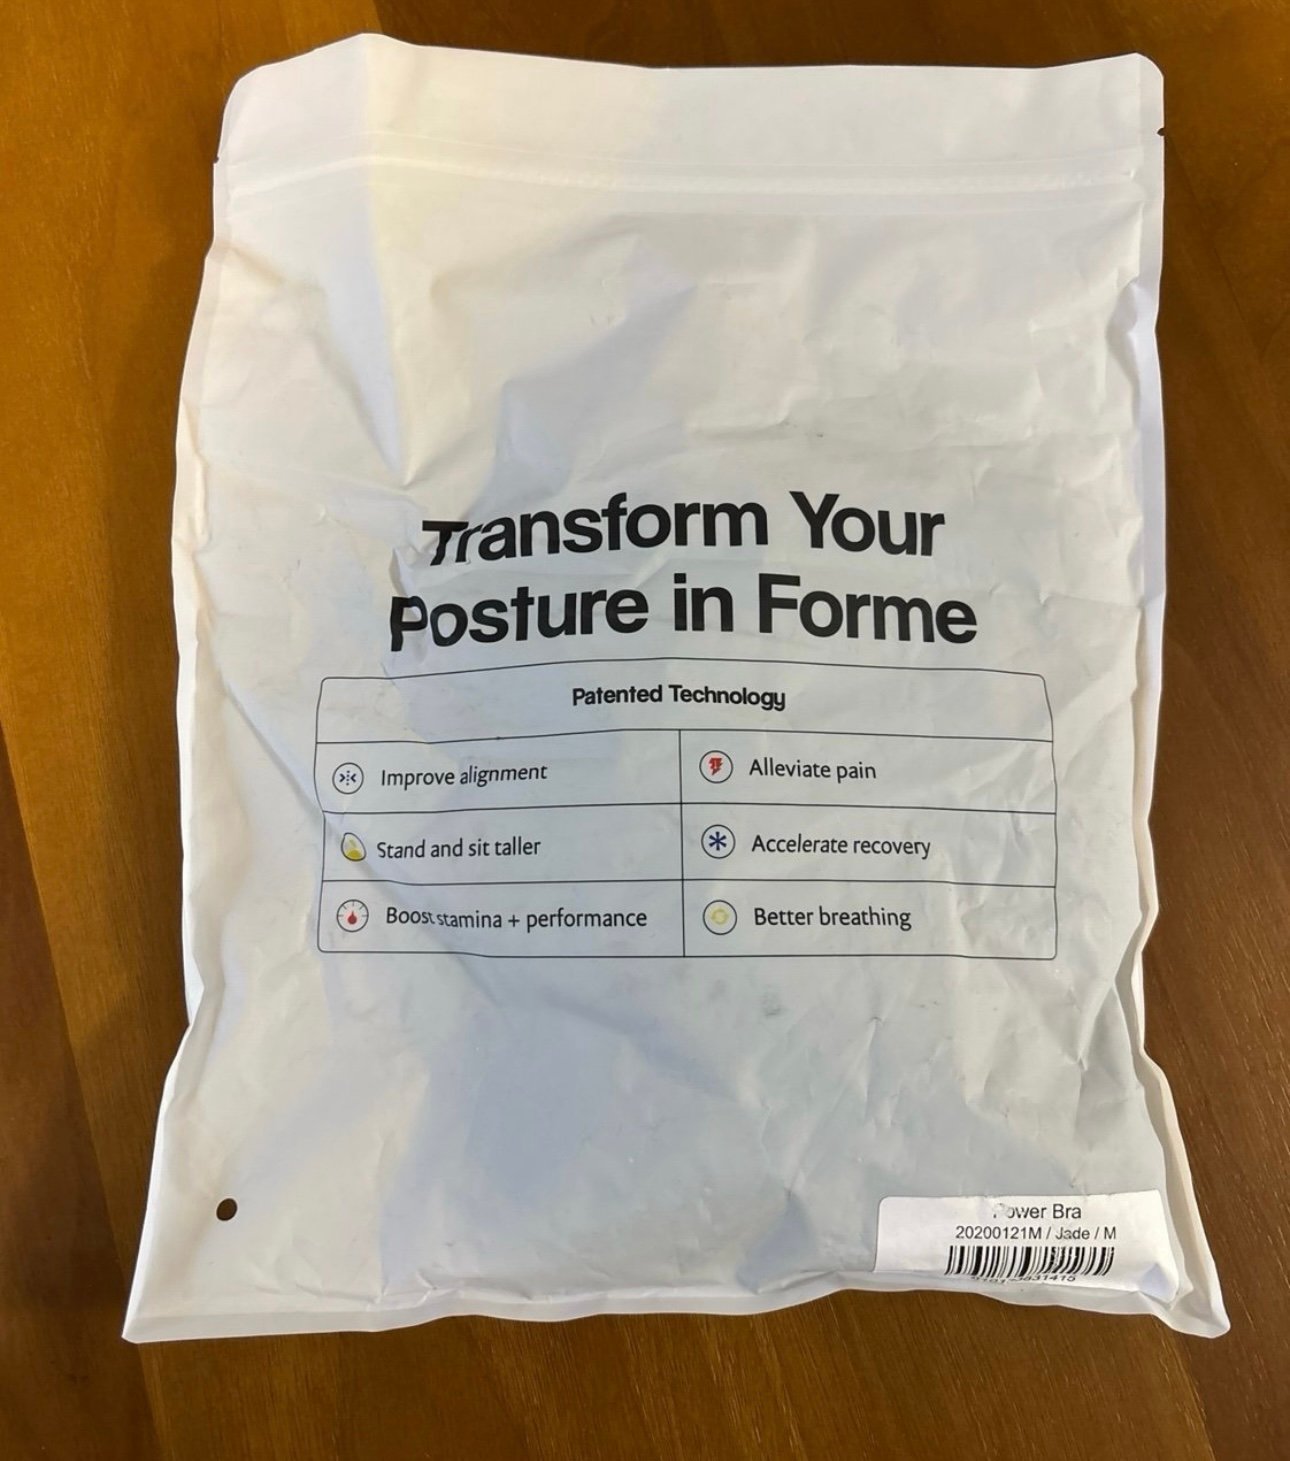 Transform Your
Posture in Forme
Patented Technology
Improve alignment
Alleviate pain
Stand and sit taller
Accelerate recovery
Boost stamina + performance
Better breathing
Power Bra
20200121M / Jade / M